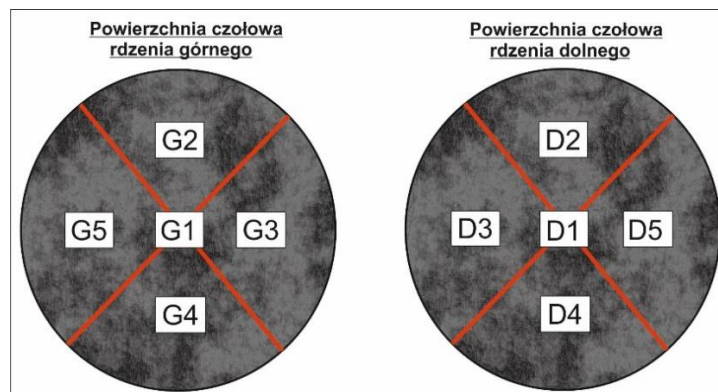 Powierzchnia czołowa
rdzenia górnego
G2
G5 G1 G3
G4
Powierzchnia czołowa
rdzenia dolnego
D2
D3 D1 D5
D4